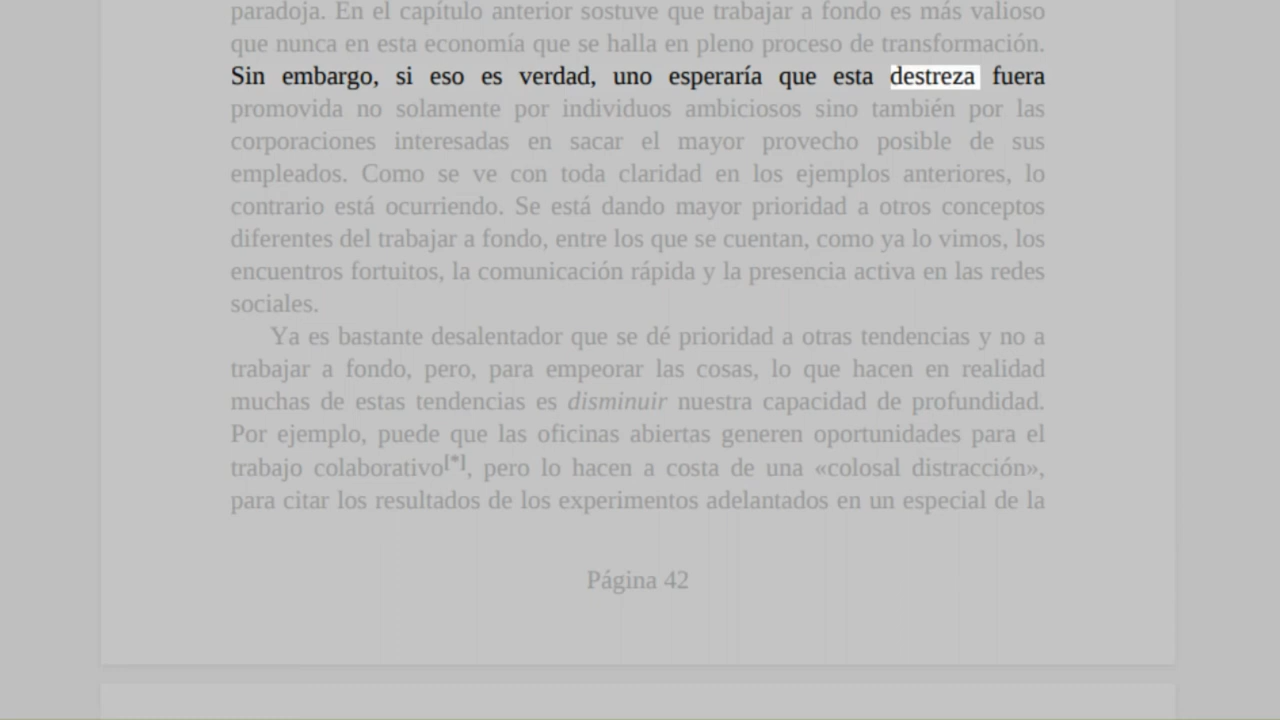 paradoja. En el capítulo anterior sostuve que trabajar a fondo es más valioso
que nunca en esta economía que se halla en pleno proceso de transformación.
Sin embargo, si eso es verdad, uno esperaría que esta destreza fuera
promovida no solamente por individuos ambiciosos sino también por las
corporaciones interesadas en sacar el mayor provecho posible de sus
empleados. Como se ve con toda claridad en los ejemplos anteriores, lo
contrario está ocurriendo. Se está dando mayor prioridad a otros conceptos
diferentes del trabajar a fondo, entre los que se cuentan, como ya lo vimos, los
encuentros fortuitos, la comunicación rápida y la presencia activa en las redes
sociales.
Ya es bastante desalentador que se dé prioridad a otras tendencias y no a
trabajar a fondo, pero, para empeorar las cosas, lo que hacen en realidad
muchas de estas tendencias es disminuir nuestra capacidad de profundidad.
Por ejemplo, puede que las oficinas abiertas generen oportunidades para el
trabajo colaborativo[*], pero lo hacen a costa de una «colosal distracción»,
para citar los resultados de los experimentos adelantados en un especial de la
Página 42